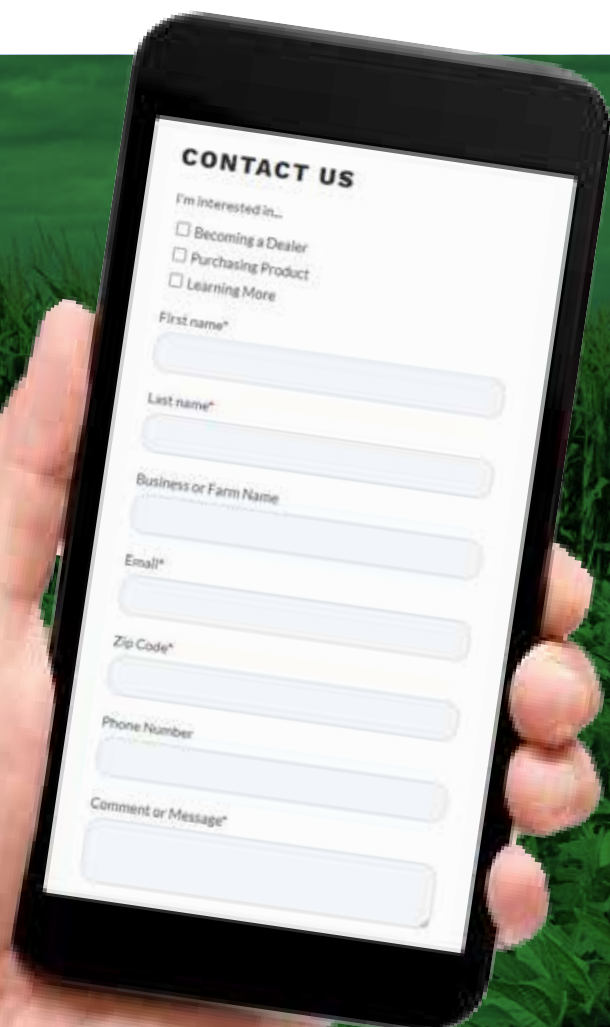 CONTACT US
I'm interested in...
Becoming a Dealer
Purchasing Product
Learning More
First name*
Last name*
Business or Farm Name
Email*
Zip Code*
Phone Number
Comment or Message*